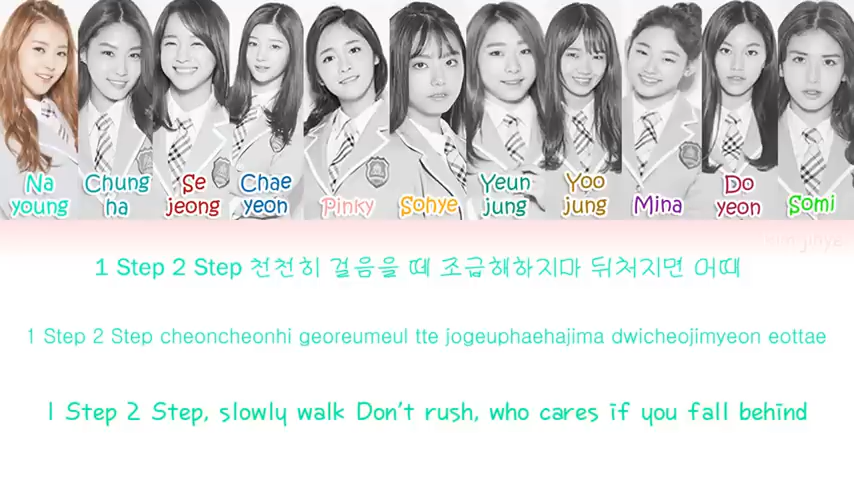 Na young
Chung ha
Se jeong
Chae yeon
Pinky
Sohye
Yeun jung
Yoo jung
Mina
Do yeon
Somi
jinya
1 Step 2 Step 천천히 걸음을 떼 조급해하지마 뒤처지면 어때
1 Step 2 Step cheoncheonhi georeumeul tte jogeuphaehajima dwicheojimyeon eottae
1 Step 2 Step, slowly walk Don't rush, who cares if you fall behind